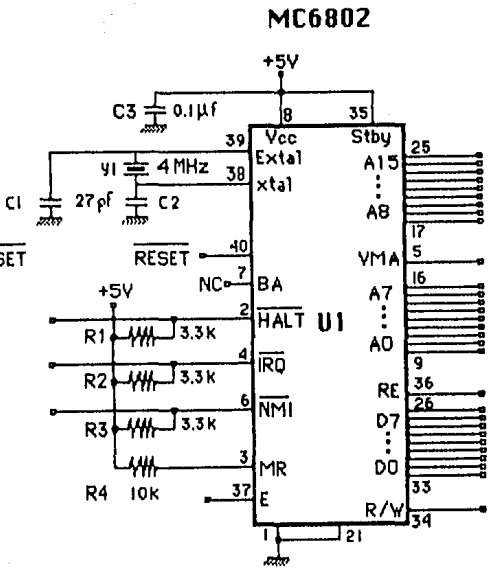 MC6802
+5V
C3 0.1µf
8 35
39 Vcc Stby 25
Extal A15
Y1 4 MHz
38 xtal
C1 27pf C2 A8
17
SET RESET 40 VMA 5
NC 7 BA 16
+5V A7
2 HALT U1
R1 3.3K
4 IRQ A0
R2 3.3K 9
RE 36
6 NMI 26
R3 3.3K D7
3 MR D0
R4 10K 33
37 E R/W
34
1 21